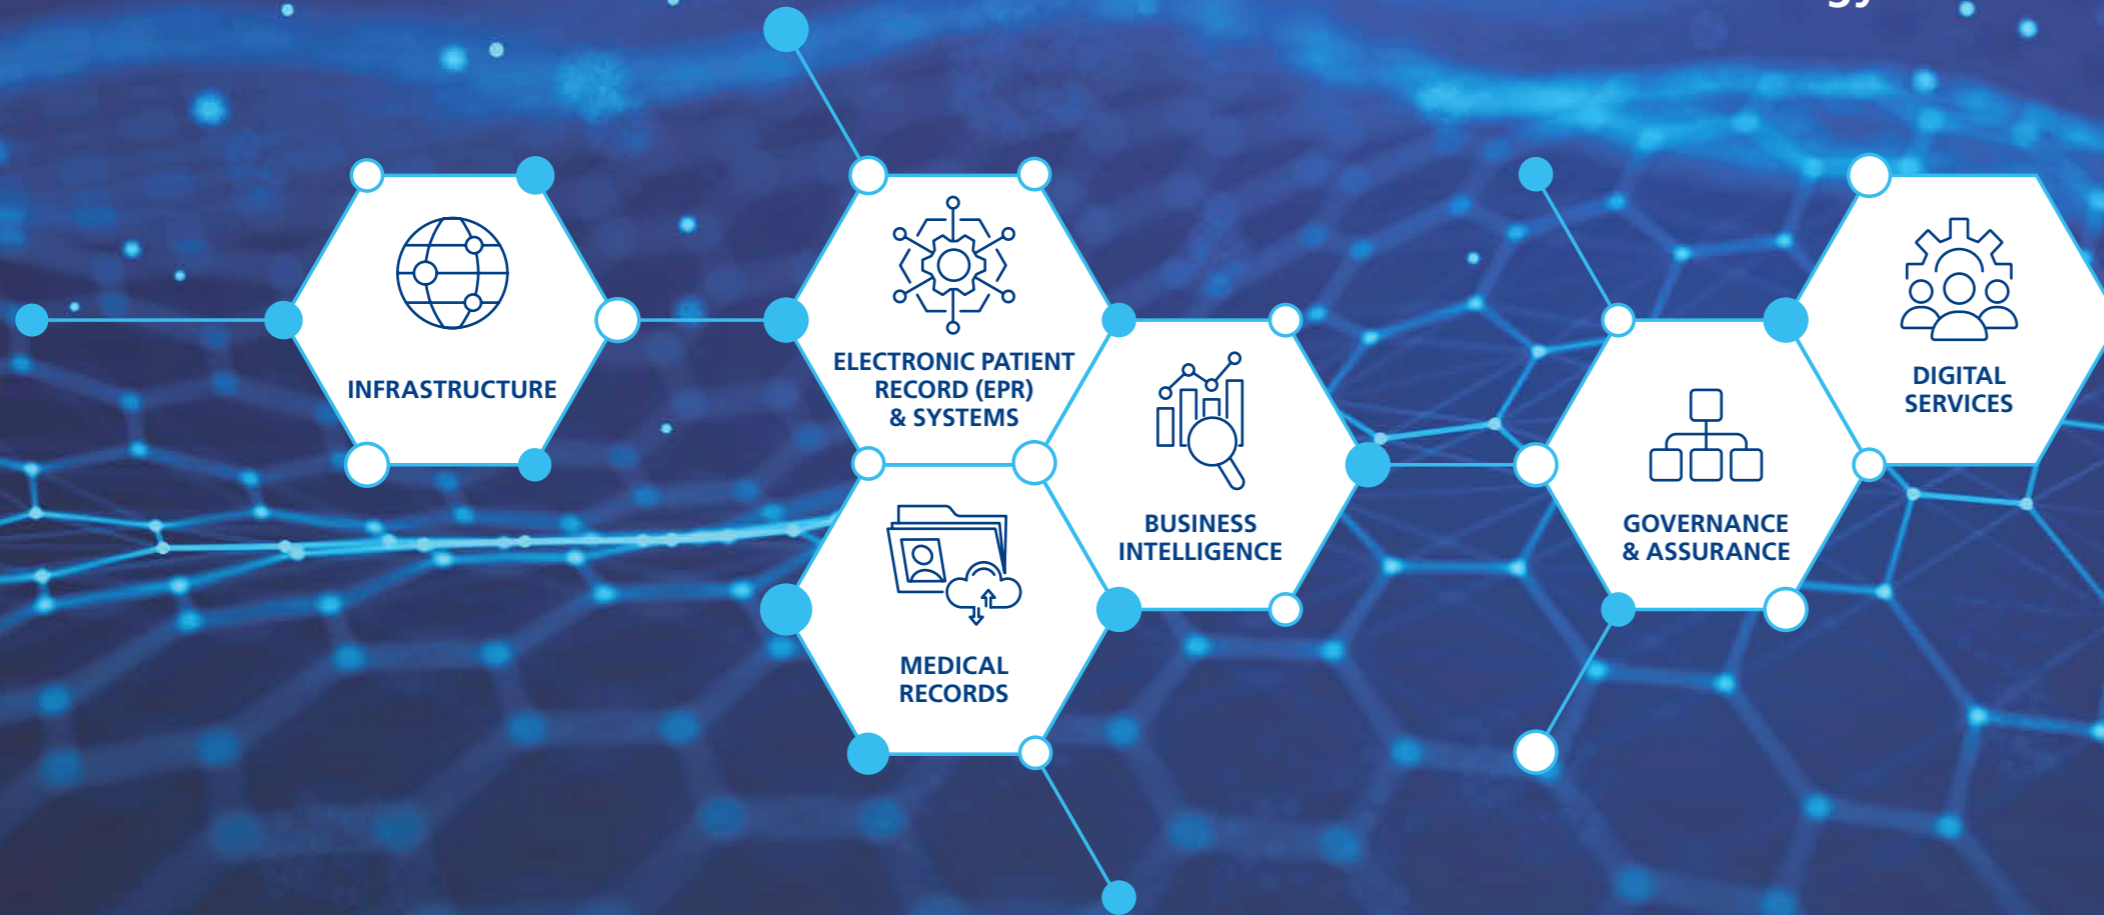 INFRASTRUCTURE
ELECTRONIC PATIENT
RECORD (EPR)
& SYSTEMS
MEDICAL
RECORDS
BUSINESS
INTELLIGENCE
GOVERNANCE
& ASSURANCE
DIGITAL
SERVICES